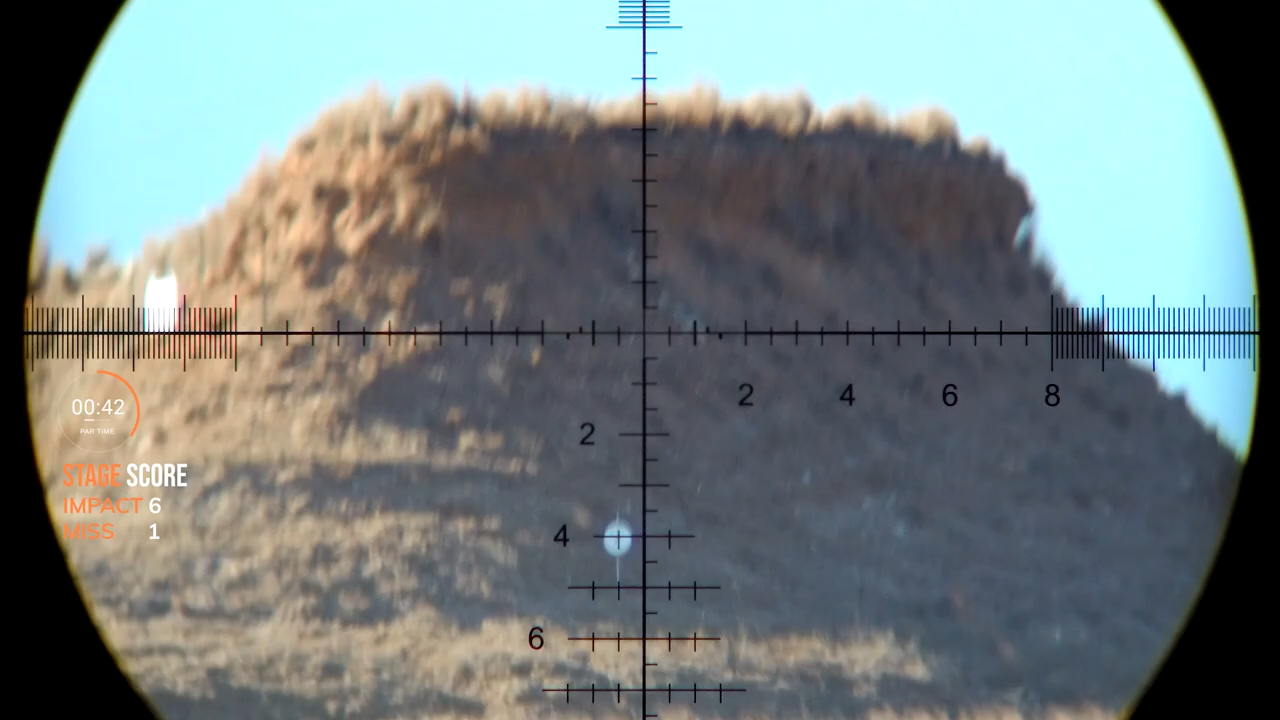 2 4 6 8
2
00:42
PAR TIME
STAGE SCORE
IMPACT 6
MISS 1
4
6